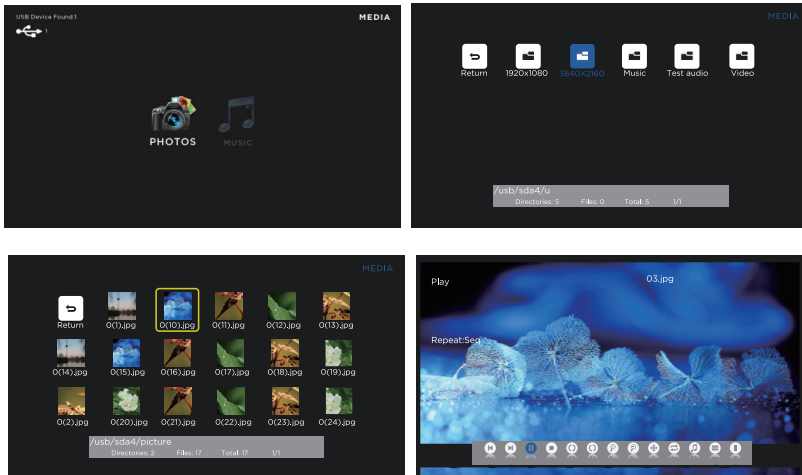 USB Device Found:1
MEDIA
1
PHOTOS
MUSIC
MEDIA
Return
1920x1080
3840X2160
Music
Test audio
Video
/usb/sda4/u
Directories: 5 Files: 0 Total: 5 1/1
MEDIA
Return 0(1).jpg 0(10).jpg 0(11).jpg 0(12).jpg 0(13).jpg
0(14).jpg 0(15).jpg 0(16).jpg 0(17).jpg 0(18).jpg 0(19).jpg
0(2).jpg 0(20).jpg 0(21).jpg 0(22).jpg 0(23).jpg 0(24).jpg
/usb/sda4/picture
Directories: 2 Files: 17 Total: 17 1/1
Play
03.jpg
Repeat:Seq